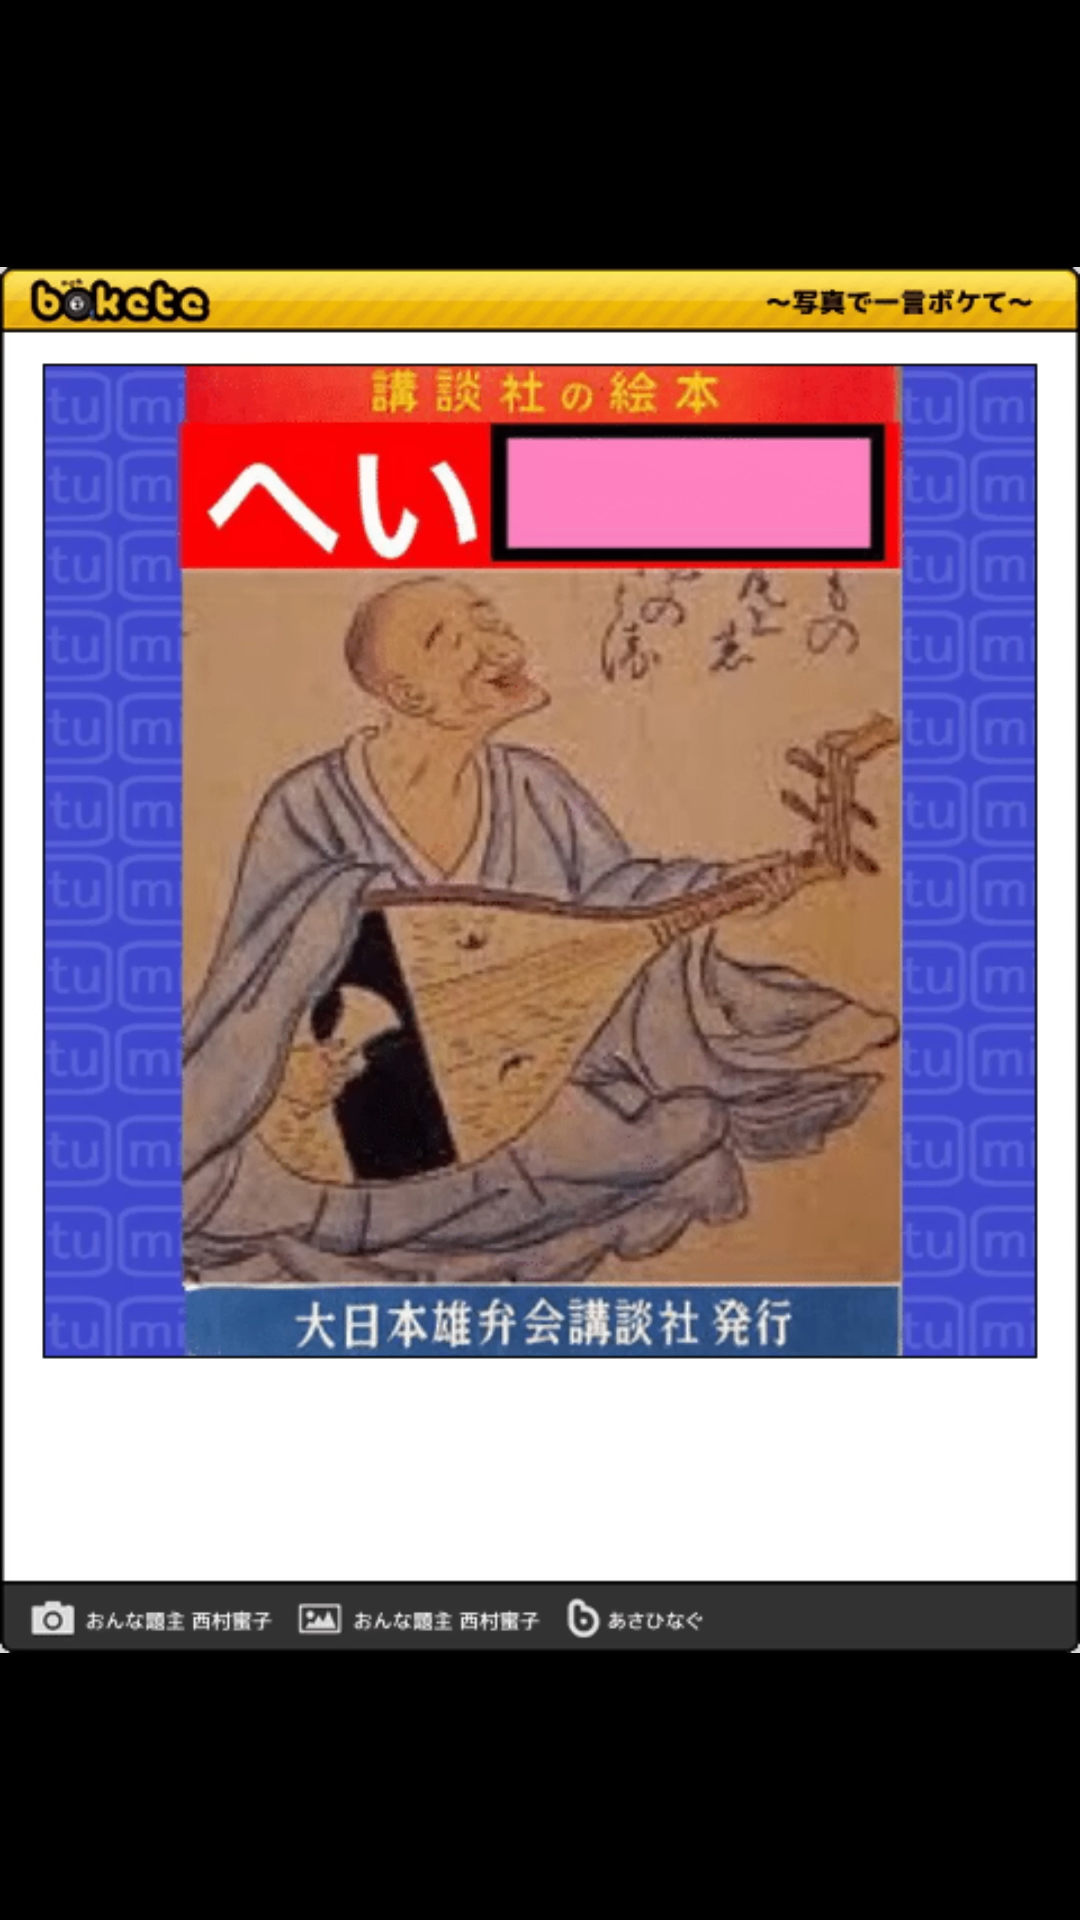 bokete
〜写真で一言ボケて〜
講談社の絵本
へい
大日本雄弁会講談社 発行
おんな題主 西村蜜子 おんな題主 西村蜜子 あさひなぐ